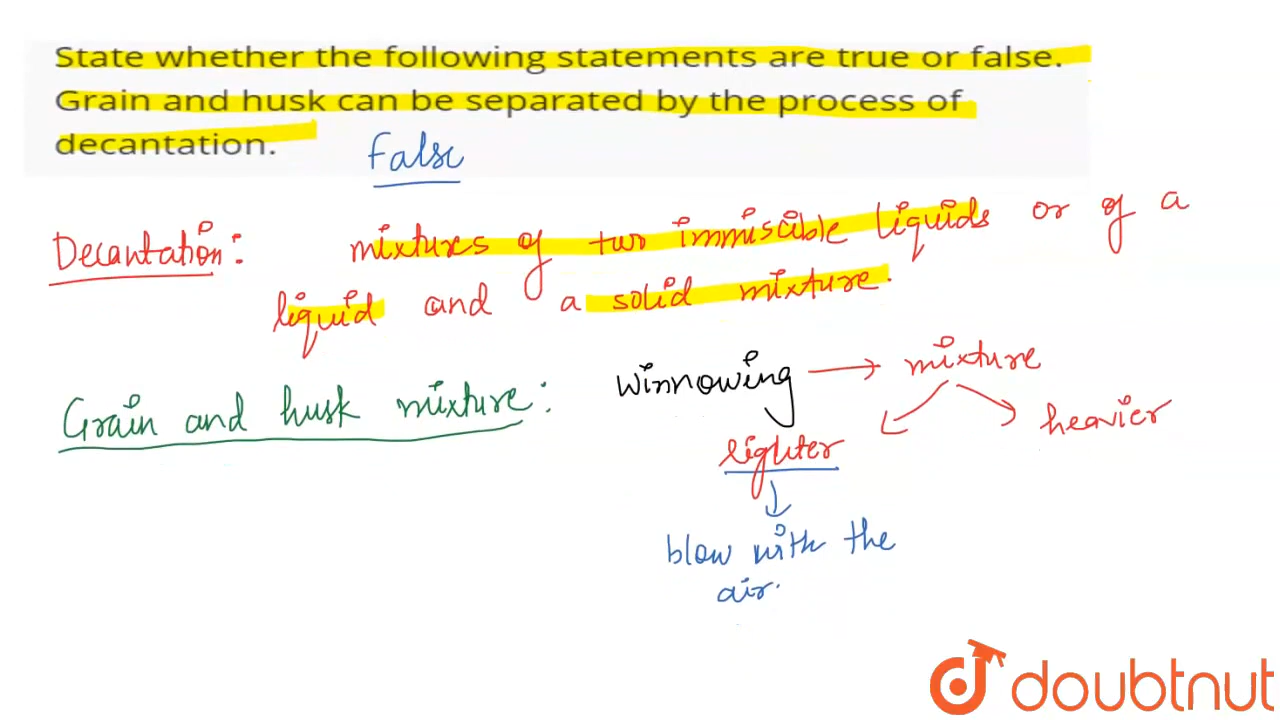 State whether the following statements are true or false.
Grain and husk can be separated by the process of
decantation.
False
Decantation: mixtures of two immiscible liquids or of a
liquid and a solid mixture.
Grain and husk mixture: Winnowing → mixture
lighter heavier
blow with the
air.
doubtnut